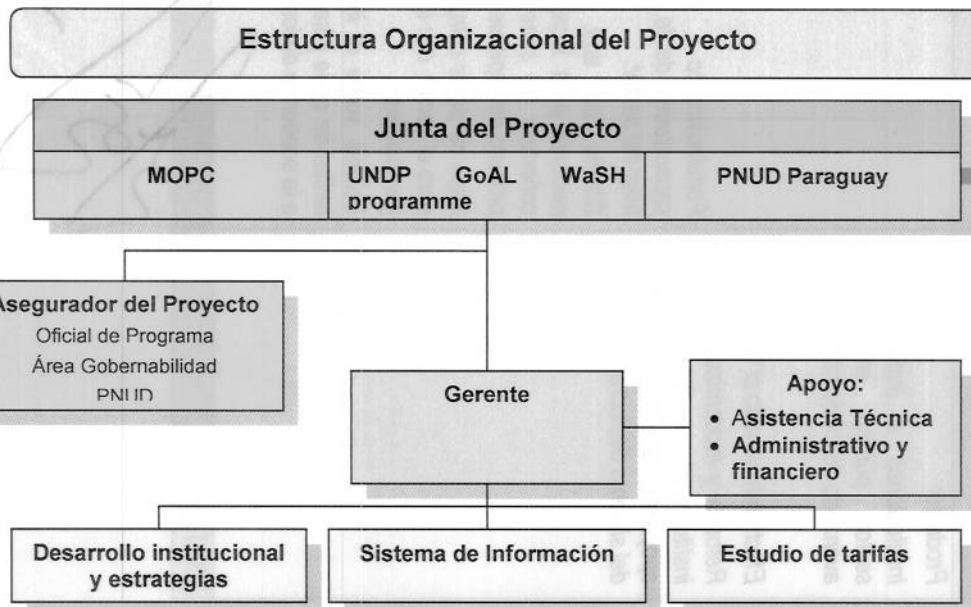 Estructura Organizacional del Proyecto
Junta del Proyecto
MOPC
UNDP GoAL WaSH
programme
PNUD Paraguay
Asegurador del Proyecto
Oficial de Programa
Área Gobernabilidad
PNUD
Gerente
Apoyo:
• Asistencia Técnica
• Administrativo y
financiero
Desarrollo institucional
y estrategias
Sistema de Información
Estudio de tarifas